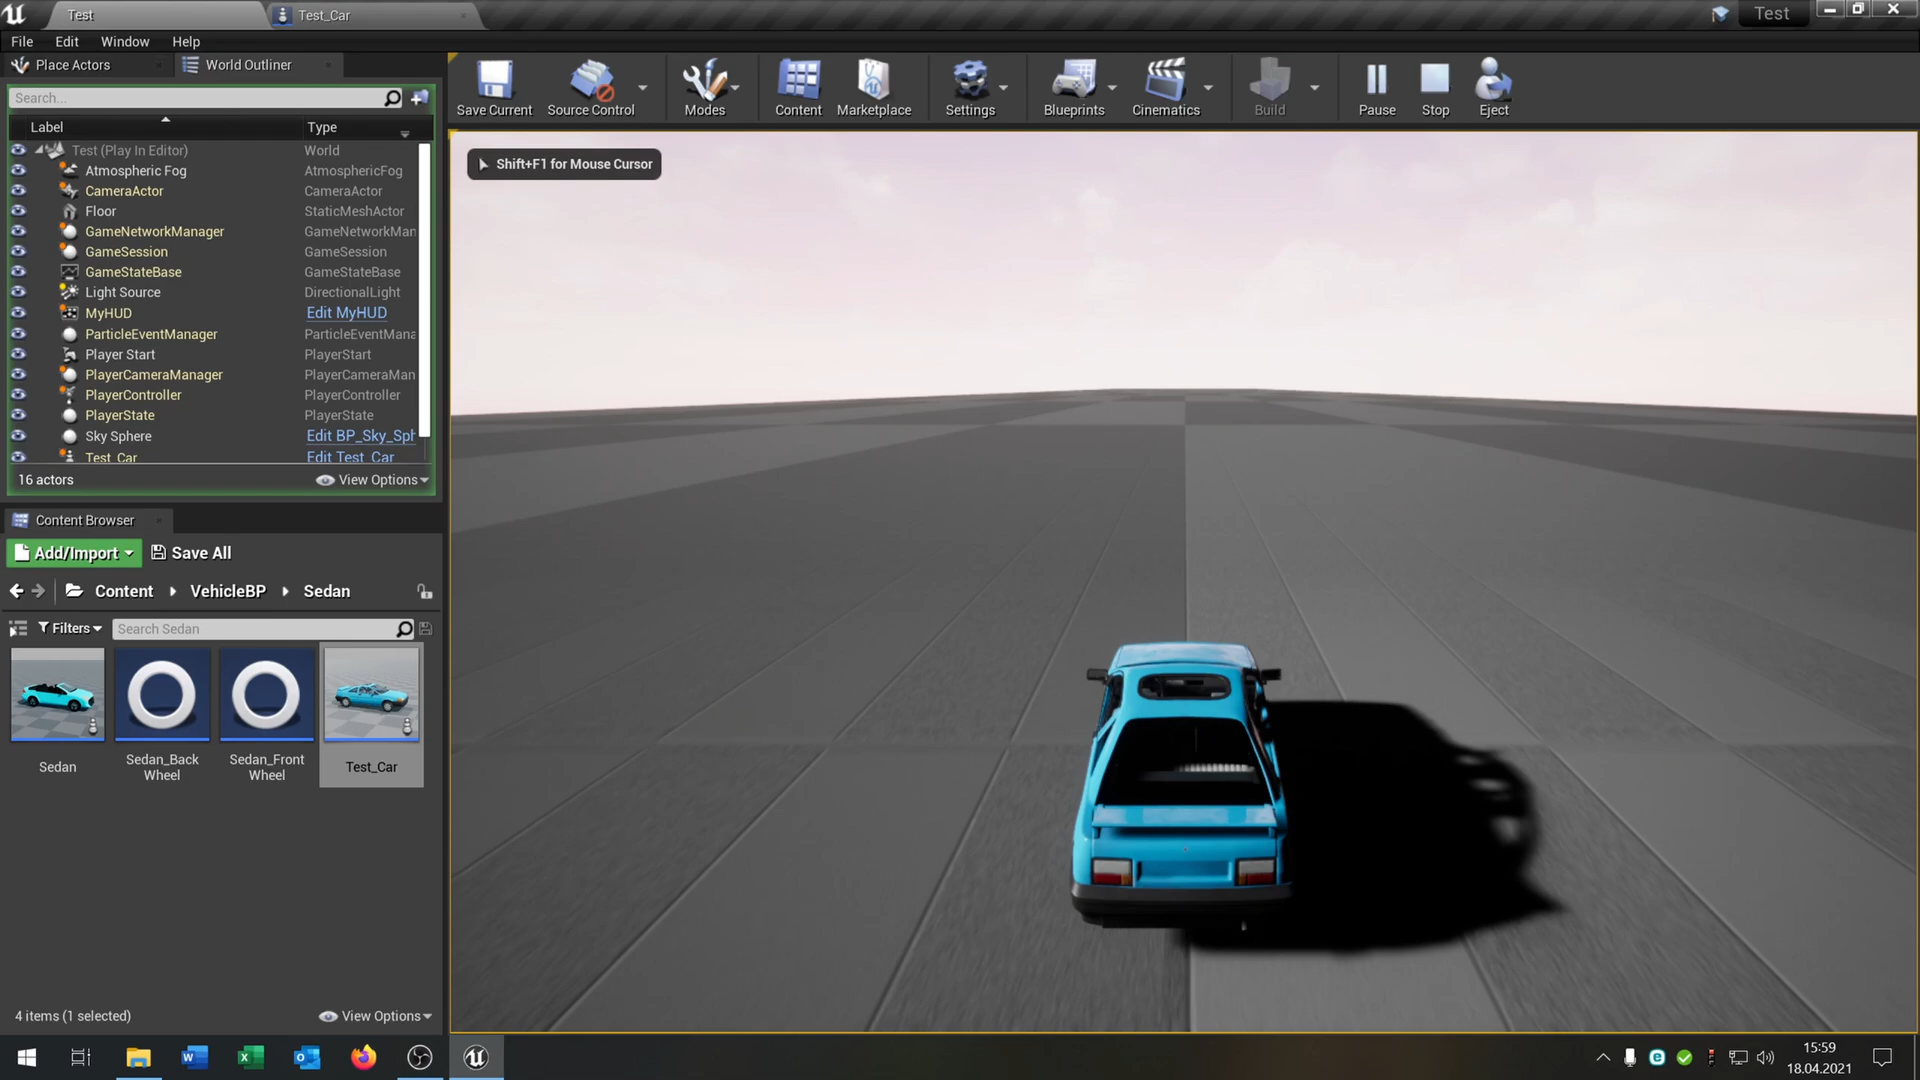 Test
Test_Car
Test
File Edit Window Help
Place Actors
World Outliner
Search...
Label Type
Test (Play In Editor) World
Atmospheric Fog AtmosphericFog
CameraActor CameraActor
Floor StaticMeshActor
GameNetworkManager GameNetworkMan
GameSession GameSession
GameStateBase GameStateBase
Light Source DirectionalLight
MyHUD Edit MyHUD
ParticleEventManager ParticleEventMana
Player Start PlayerStart
PlayerCameraManager PlayerCameraMan
PlayerController PlayerController
PlayerState PlayerState
Sky Sphere Edit BP_Sky_Sph
Test_Car Edit Test_Car
16 actors View Options
Save Current Source Control Modes Content Marketplace Settings Blueprints Cinematics Build Pause Stop Eject
Shift+F1 for Mouse Cursor
Content Browser
Add/Import Save All
Content VehicleBP Sedan
Filters Search Sedan
Sedan
Sedan_Back
Wheel
Sedan_Front
Wheel
Test_Car
4 items (1 selected) View Options
15:59
18.04.2021